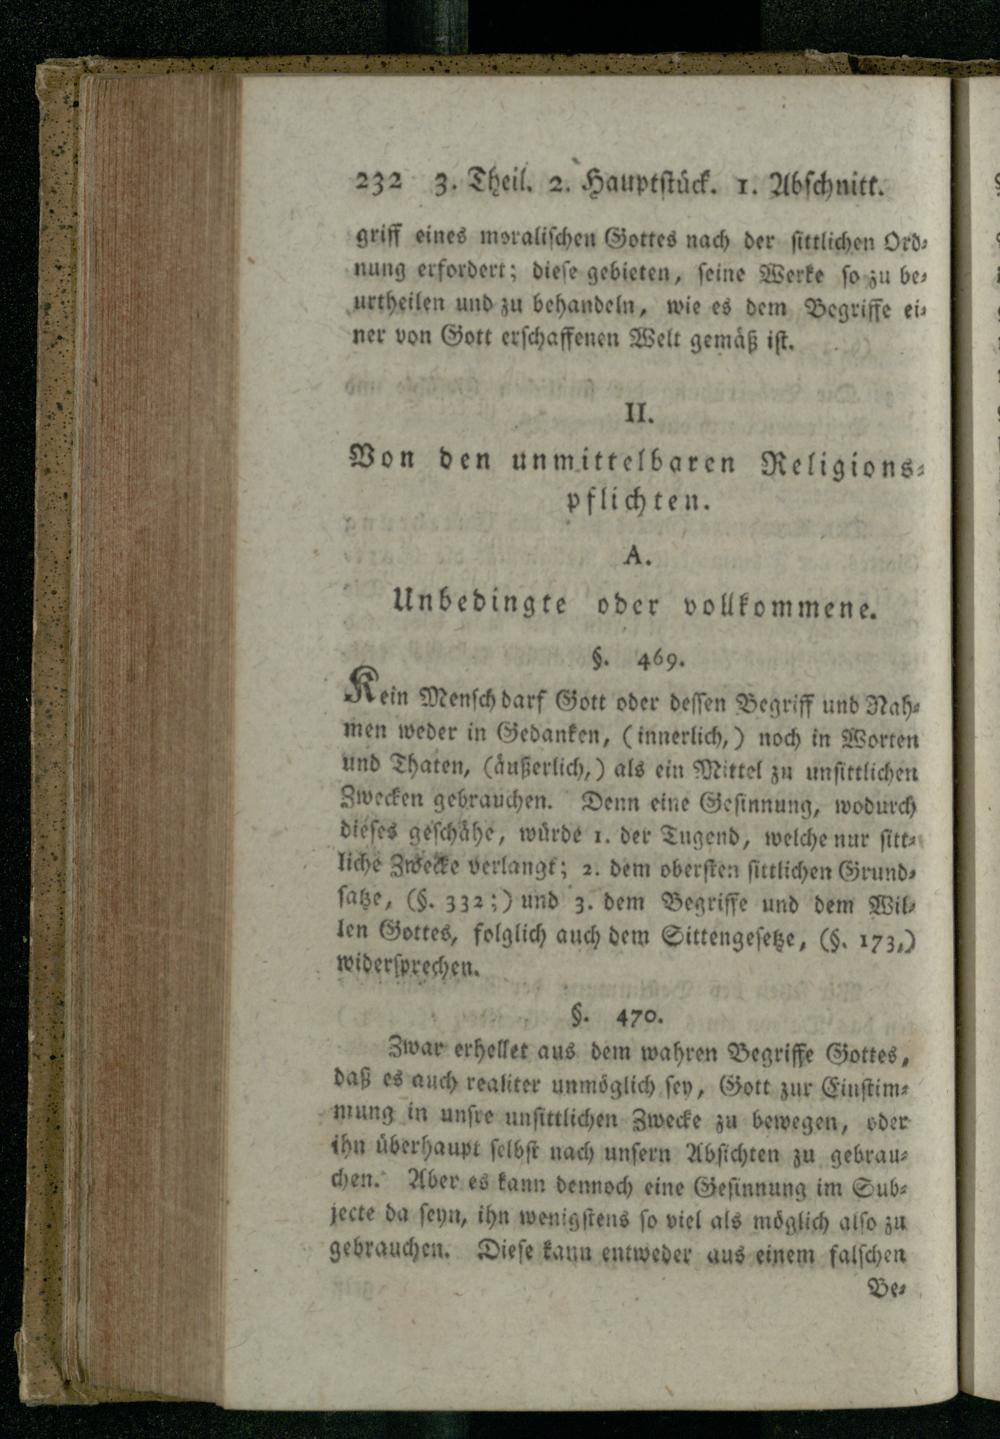 232 3. Theil. 2. Hauptstück. 1. Abschnitt.
griff eines moralischen Gottes nach der sittlichen Ord-
nung erfordert; diese gebieten, seine Werke so zu be-
urtheilen und zu behandeln, wie es dem Begriffe ei-
ner von Gott erschaffenen Welt gemäß ist.
II.
Von den unmittelbaren Religions-
pflichten.
A.
Unbedingte oder vollkommene.
§. 469.
Kein Mensch darf Gott oder dessen Begriff und Nah-
men weder in Gedanken, (innerlich,) noch in Worten
und Thaten, (äußerlich,) als ein Mittel zu unsittlichen
Zwecken gebrauchen. Denn eine Gesinnung, wodurch
dieses geschähe, würde 1. der Tugend, welche nur sitt-
liche Zwecke verlangt; 2. dem obersten sittlichen Grund-
satze, (§. 332;) und 3. dem Begriffe und dem Wil-
len Gottes, folglich auch dem Sittengesetze, (§. 173,)
widersprechen.
§. 470.
Zwar erhellet aus dem wahren Begriffe Gottes,
daß es auch realiter unmöglich sey, Gott zur Einstim-
mung in unsre unsittlichen Zwecke zu bewegen, oder
ihn überhaupt selbst nach unsern Absichten zu gebrau-
chen. Aber es kann dennoch eine Gesinnung im Sub-
jecte da seyn, ihn wenigstens so viel als möglich also zu
gebrauchen. Diese kann entweder aus einem falschen
Be-